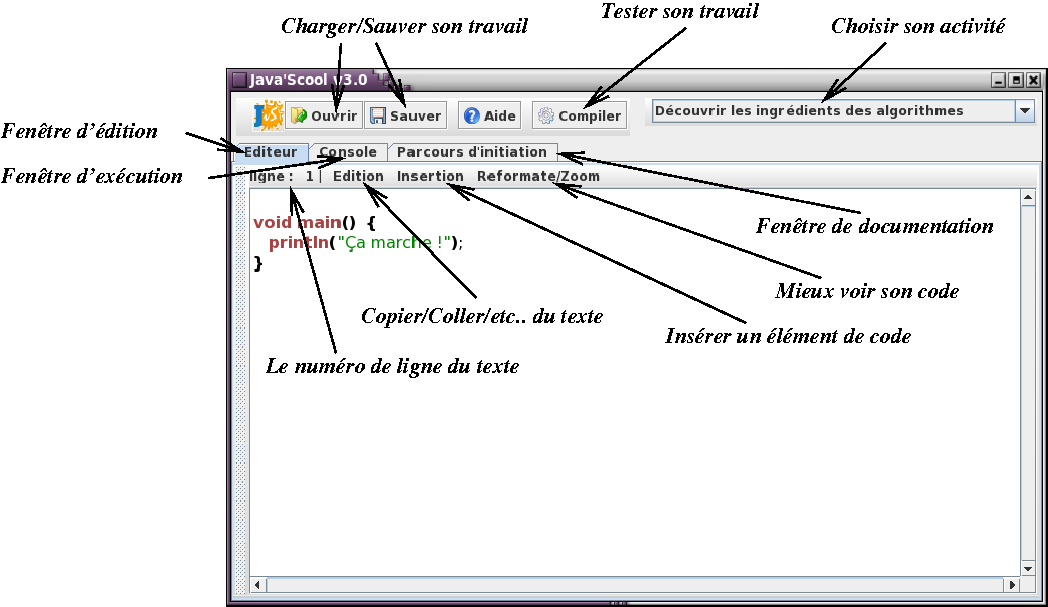 Charger/Sauver son travail
Tester son travail
Choisir son activité
Java'Scool v3.0
Ouvrir Sauver Aide Compiler Découvrir les ingrédients des algorithmes
Fenêtre d'édition
Editeur Console Parcours d'initiation
Fenêtre d'exécution
ligne : 1 | Edition Insertion Reformate/Zoom
void main() {
println("Ça marche !");
}
Fenêtre de documentation
Mieux voir son code
Copier/Coller/etc.. du texte
Insérer un élément de code
Le numéro de ligne du texte